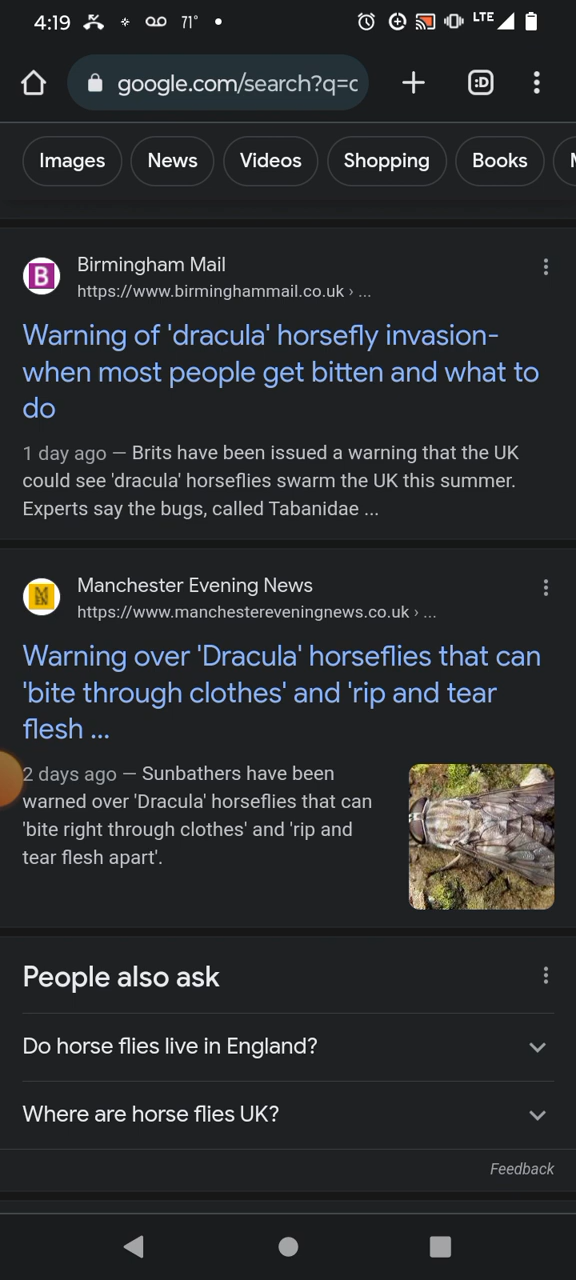 4:19 71° LTE
google.com/search?q=c
:D
Images News Videos Shopping Books
B
Birmingham Mail
https://www.birminghammail.co.uk › ...
Warning of 'dracula' horsefly invasion-
when most people get bitten and what to
do
1 day ago — Brits have been issued a warning that the UK
could see 'dracula' horseflies swarm the UK this summer.
Experts say the bugs, called Tabanidae ...
Manchester Evening News
https://www.manchestereveningnews.co.uk › ...
Warning over 'Dracula' horseflies that can
'bite through clothes' and 'rip and tear
flesh ...
2 days ago — Sunbathers have been
warned over 'Dracula' horseflies that can
'bite right through clothes' and 'rip and
tear flesh apart'.
People also ask
Do horse flies live in England?
Where are horse flies UK?
Feedback